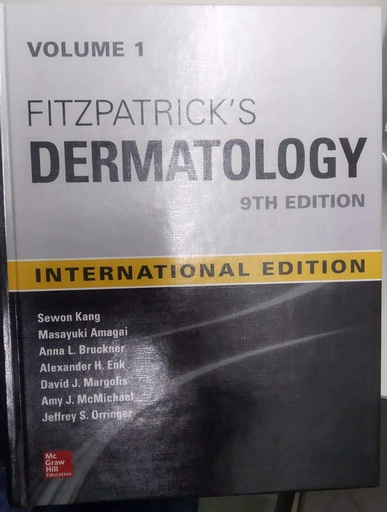 VOLUME 1
FITZPATRICK'S
DERMATOLOGY
9TH EDITION
INTERNATIONAL EDITION
Sewon Kang
Masayuki Amagai
Anna L. Bruckner
Alexander H. Enk
David J. Margolis
Amy J. McMichael
Jeffrey S. Orringer
Mc
Graw
Hill
Education